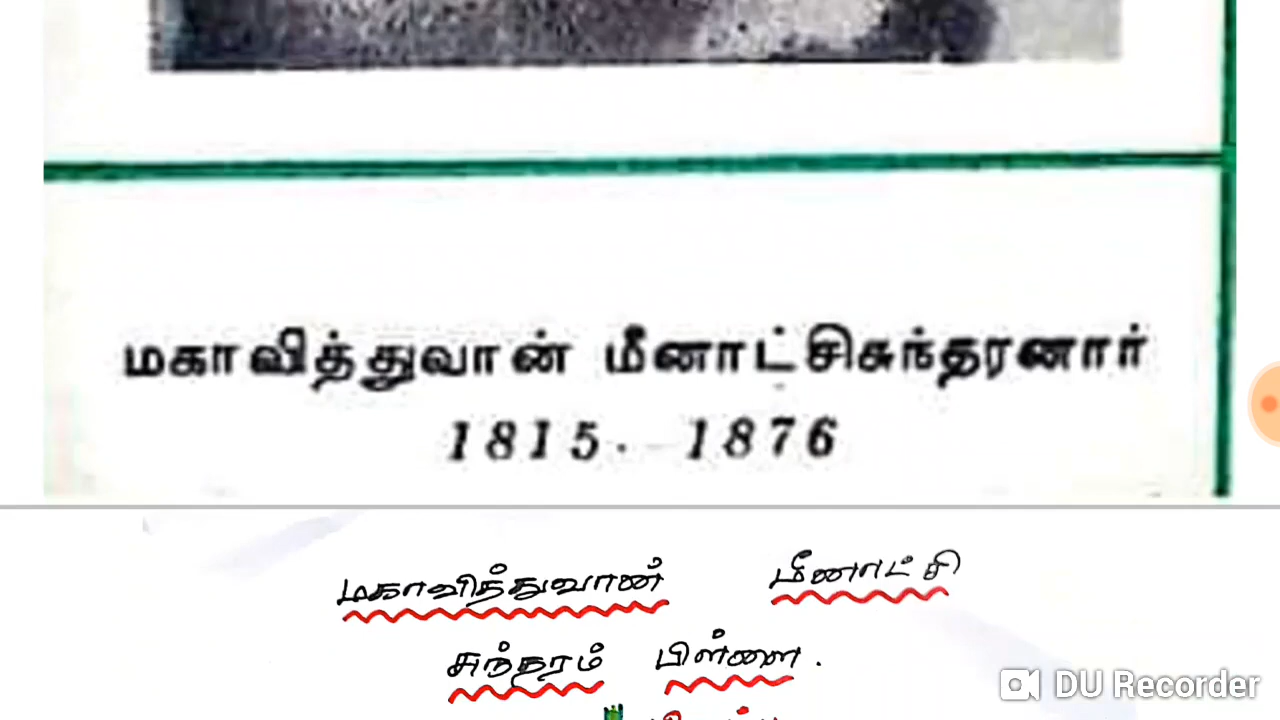 மகாவித்துவான் மீனாட்சிசுந்தரனார்
1815. 1876
மகாவித்துவான் மீனாட்சி
சுந்தரம் பிள்ளை.
DU Recorder